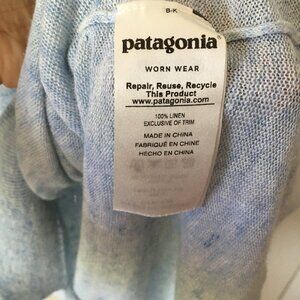 B-K
patagonia®
WORN WEAR
Repair, Reuse, Recycle
This Product
www.patagonia.com
100% LINEN
EXCLUSIVE OF TRIM
MADE IN CHINA
FABRIQUÉ EN CHINE
HECHO EN CHINA